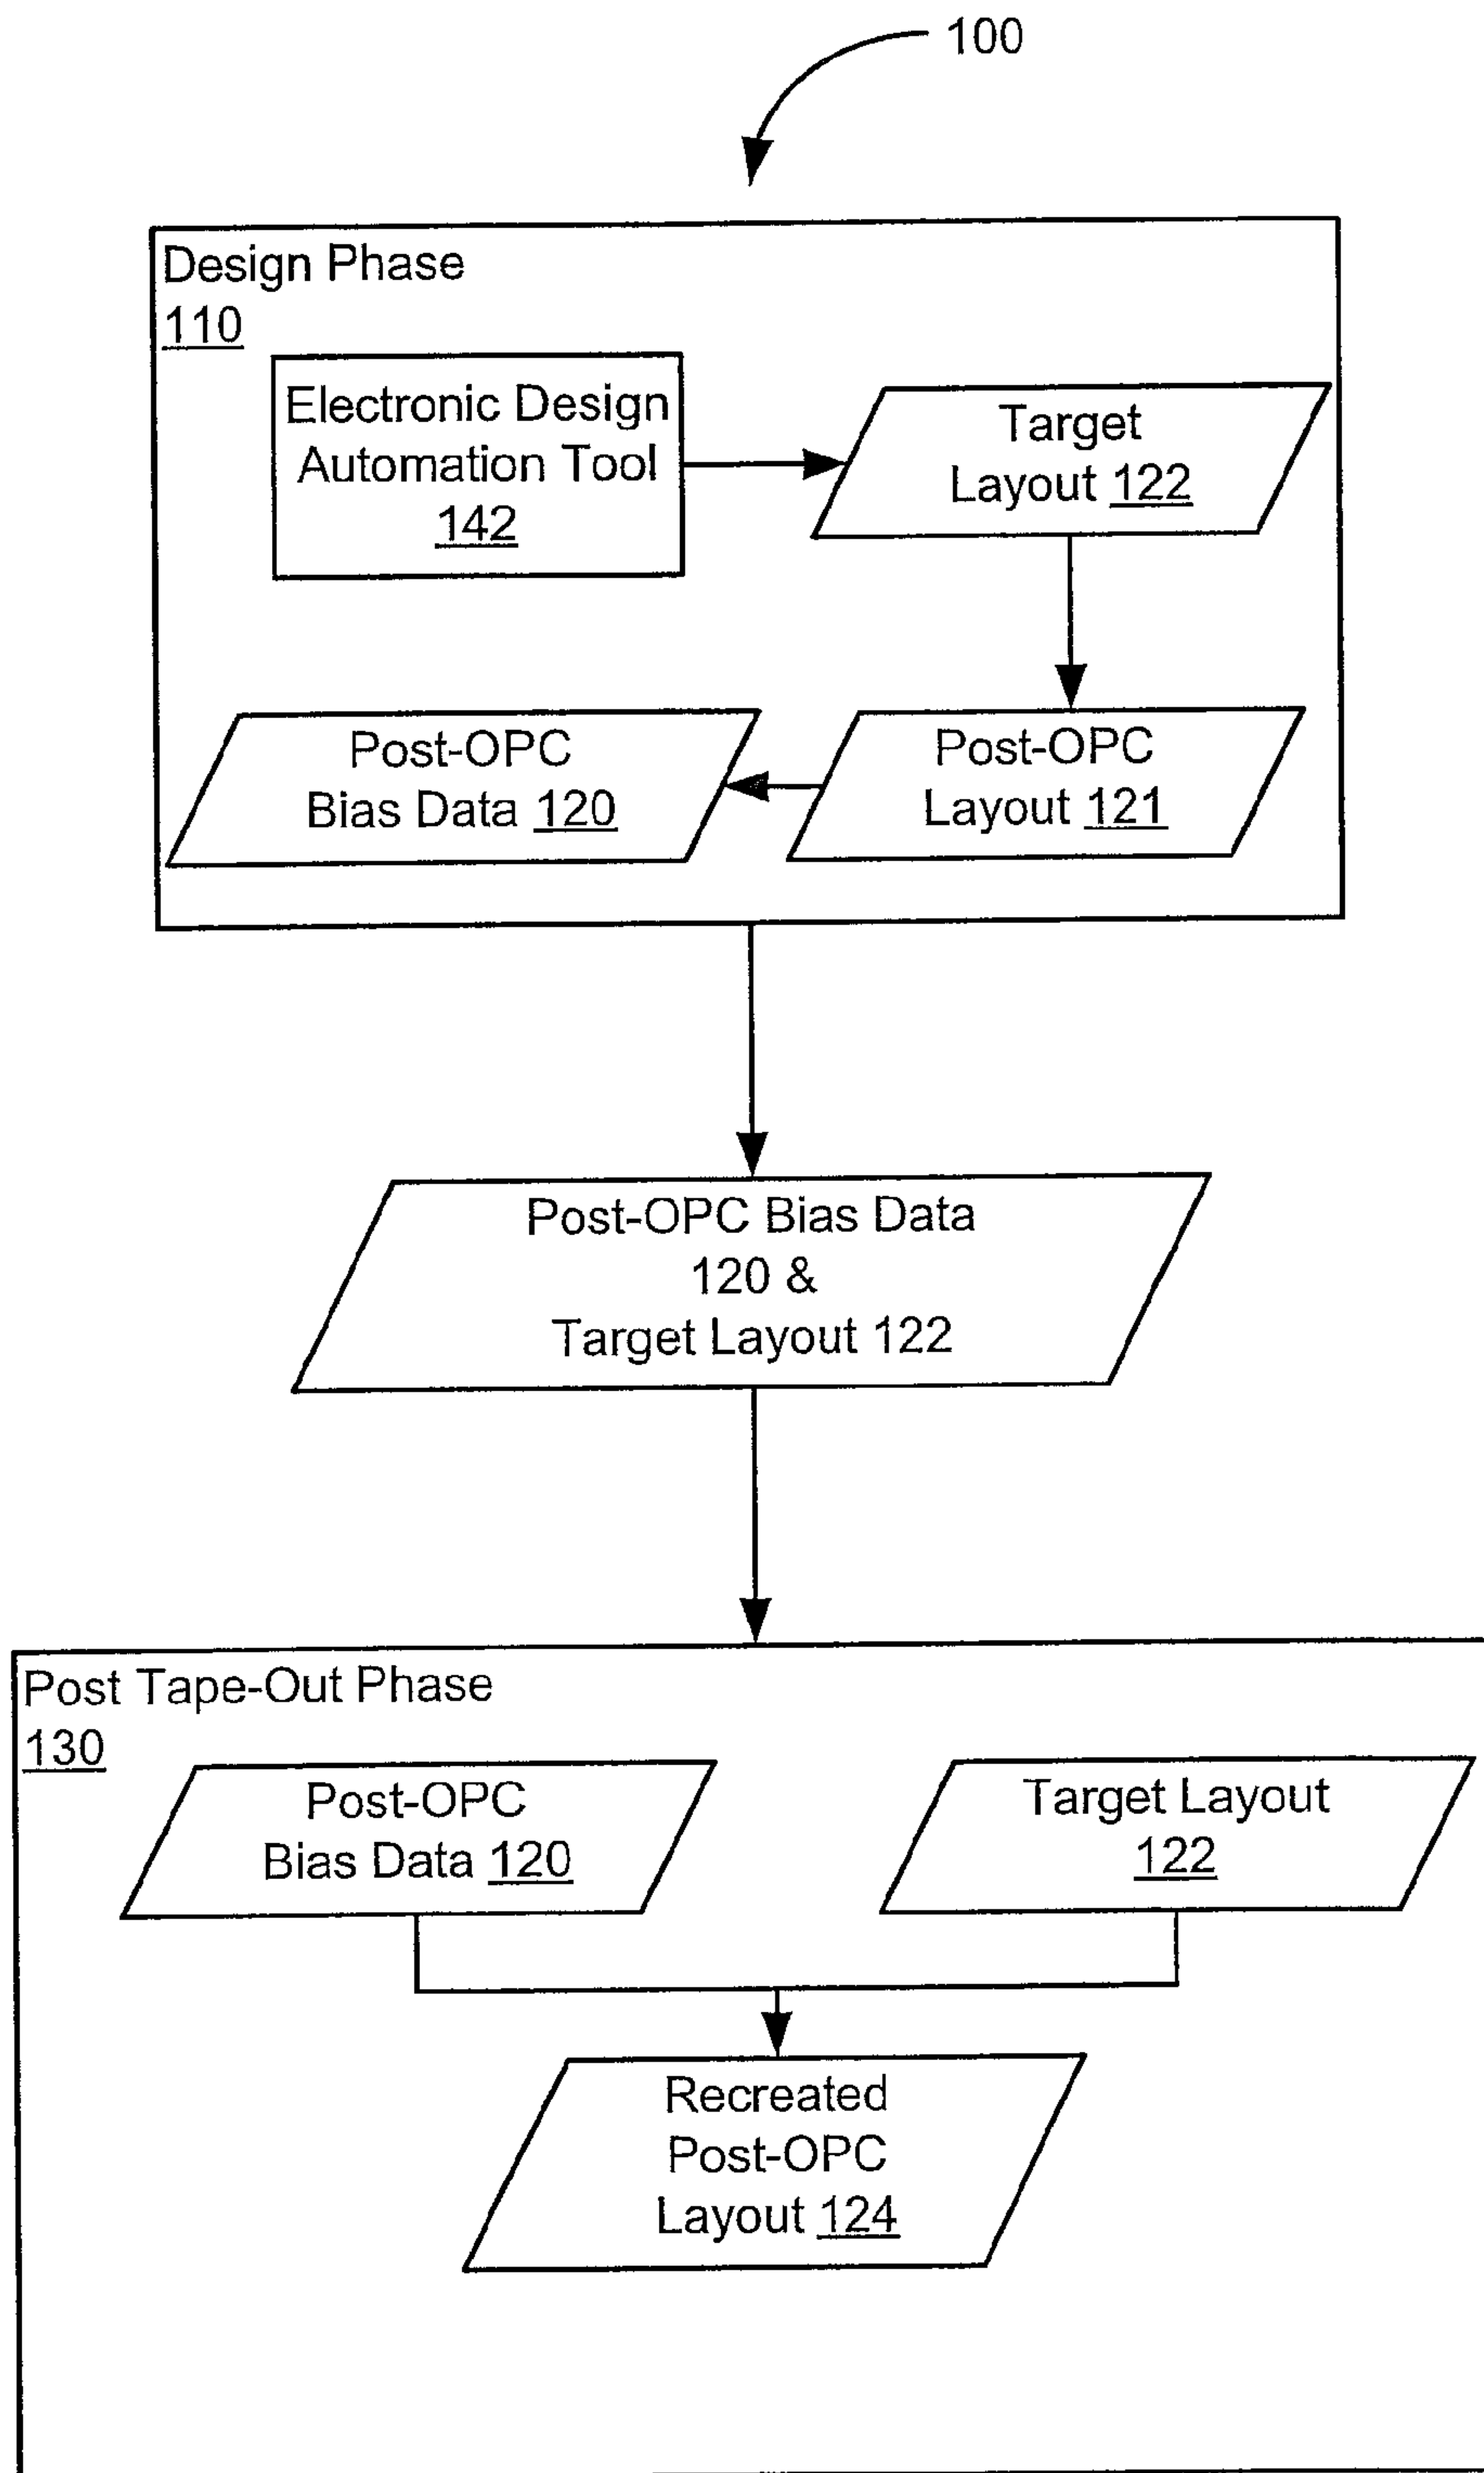 100
Design Phase
110
Electronic Design
Automation Tool
142
Target
Layout 122
Post-OPC
Bias Data 120
Post-OPC
Layout 121
Post-OPC Bias Data
120 &
Target Layout 122
Post Tape-Out Phase
130
Post-OPC
Bias Data 120
Target Layout
122
Recreated
Post-OPC
Layout 124